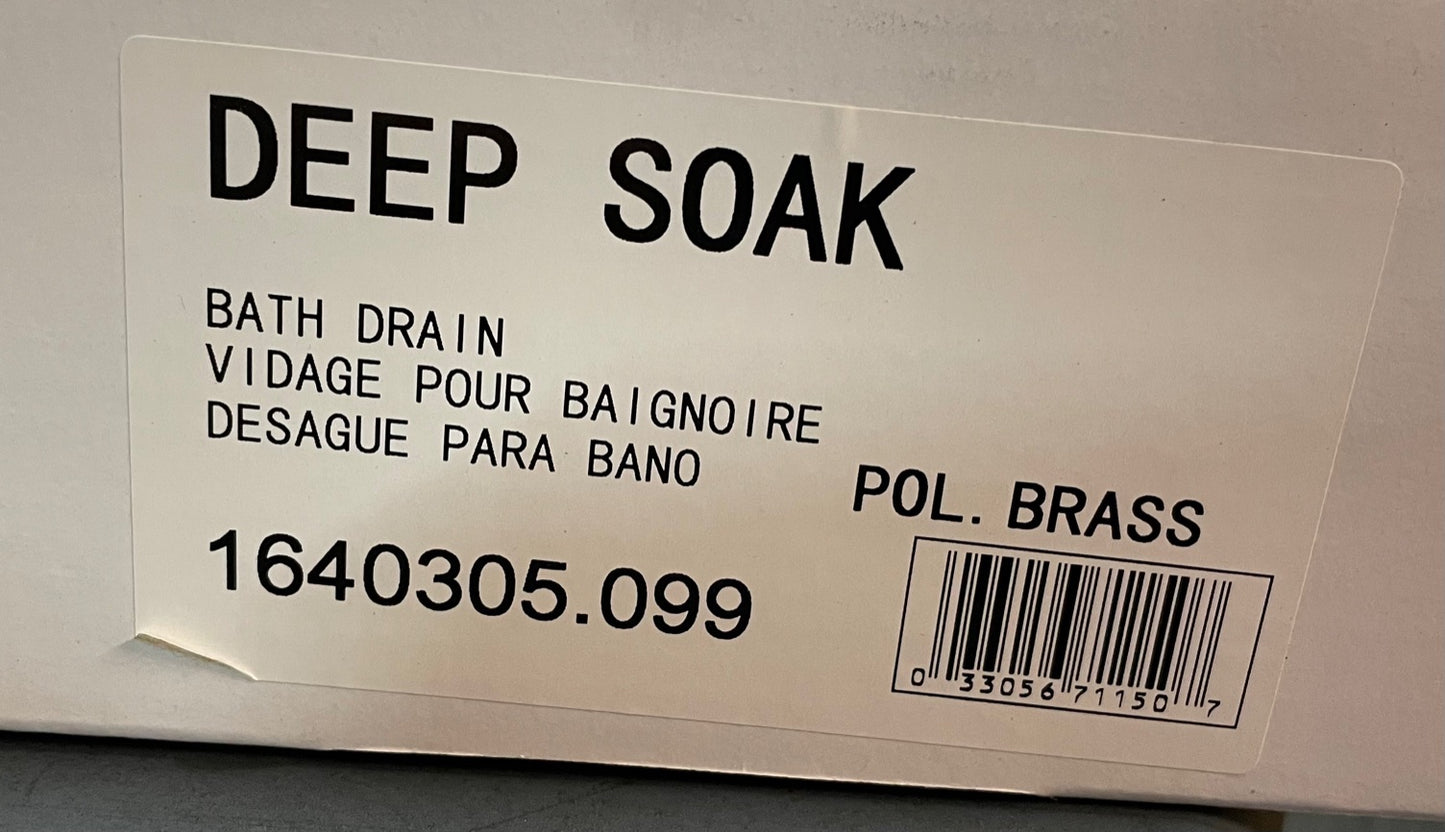 DEEP SOAK
BATH DRAIN
VIDAGE POUR BAIGNOIRE
DESAGUE PARA BANO
POL. BRASS
1640305.099
0 33056 71150 7